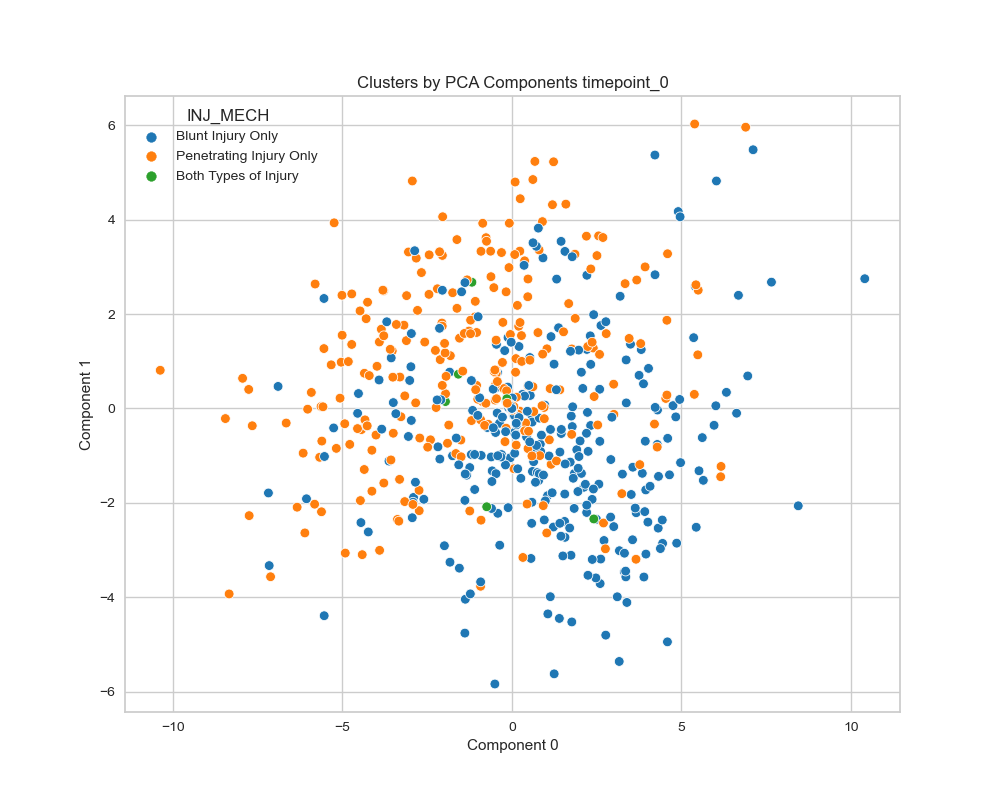 Clusters by PCA Components timepoint_0
INJ_MECH
Blunt Injury Only
Penetrating Injury Only
Both Types of Injury
6
4
2
0
−2
−4
−6
Component 1
−10
−5
0
5
10
Component 0